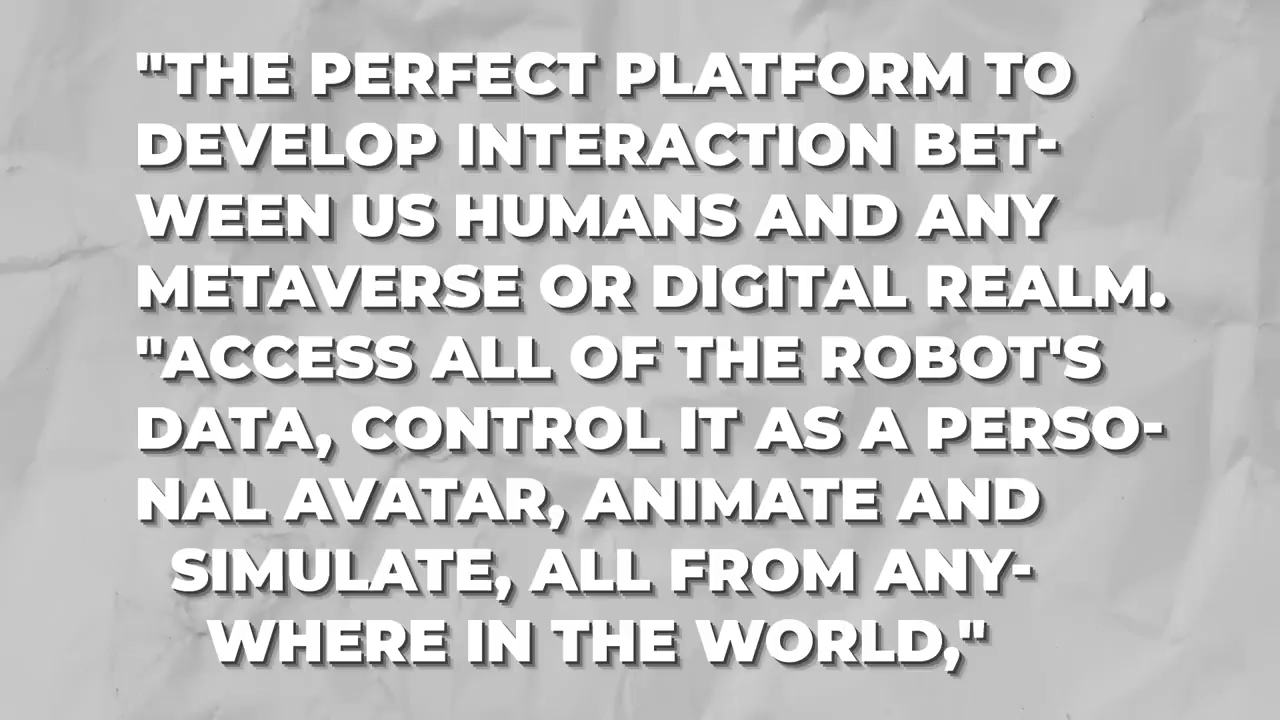 "THE PERFECT PLATFORM TO
DEVELOP INTERACTION BET-
WEEN US HUMANS AND ANY
METAVERSE OR DIGITAL REALM.
"ACCESS ALL OF THE ROBOT'S
DATA, CONTROL IT AS A PERSO-
NAL AVATAR, ANIMATE AND
SIMULATE, ALL FROM ANY-
WHERE IN THE WORLD,"